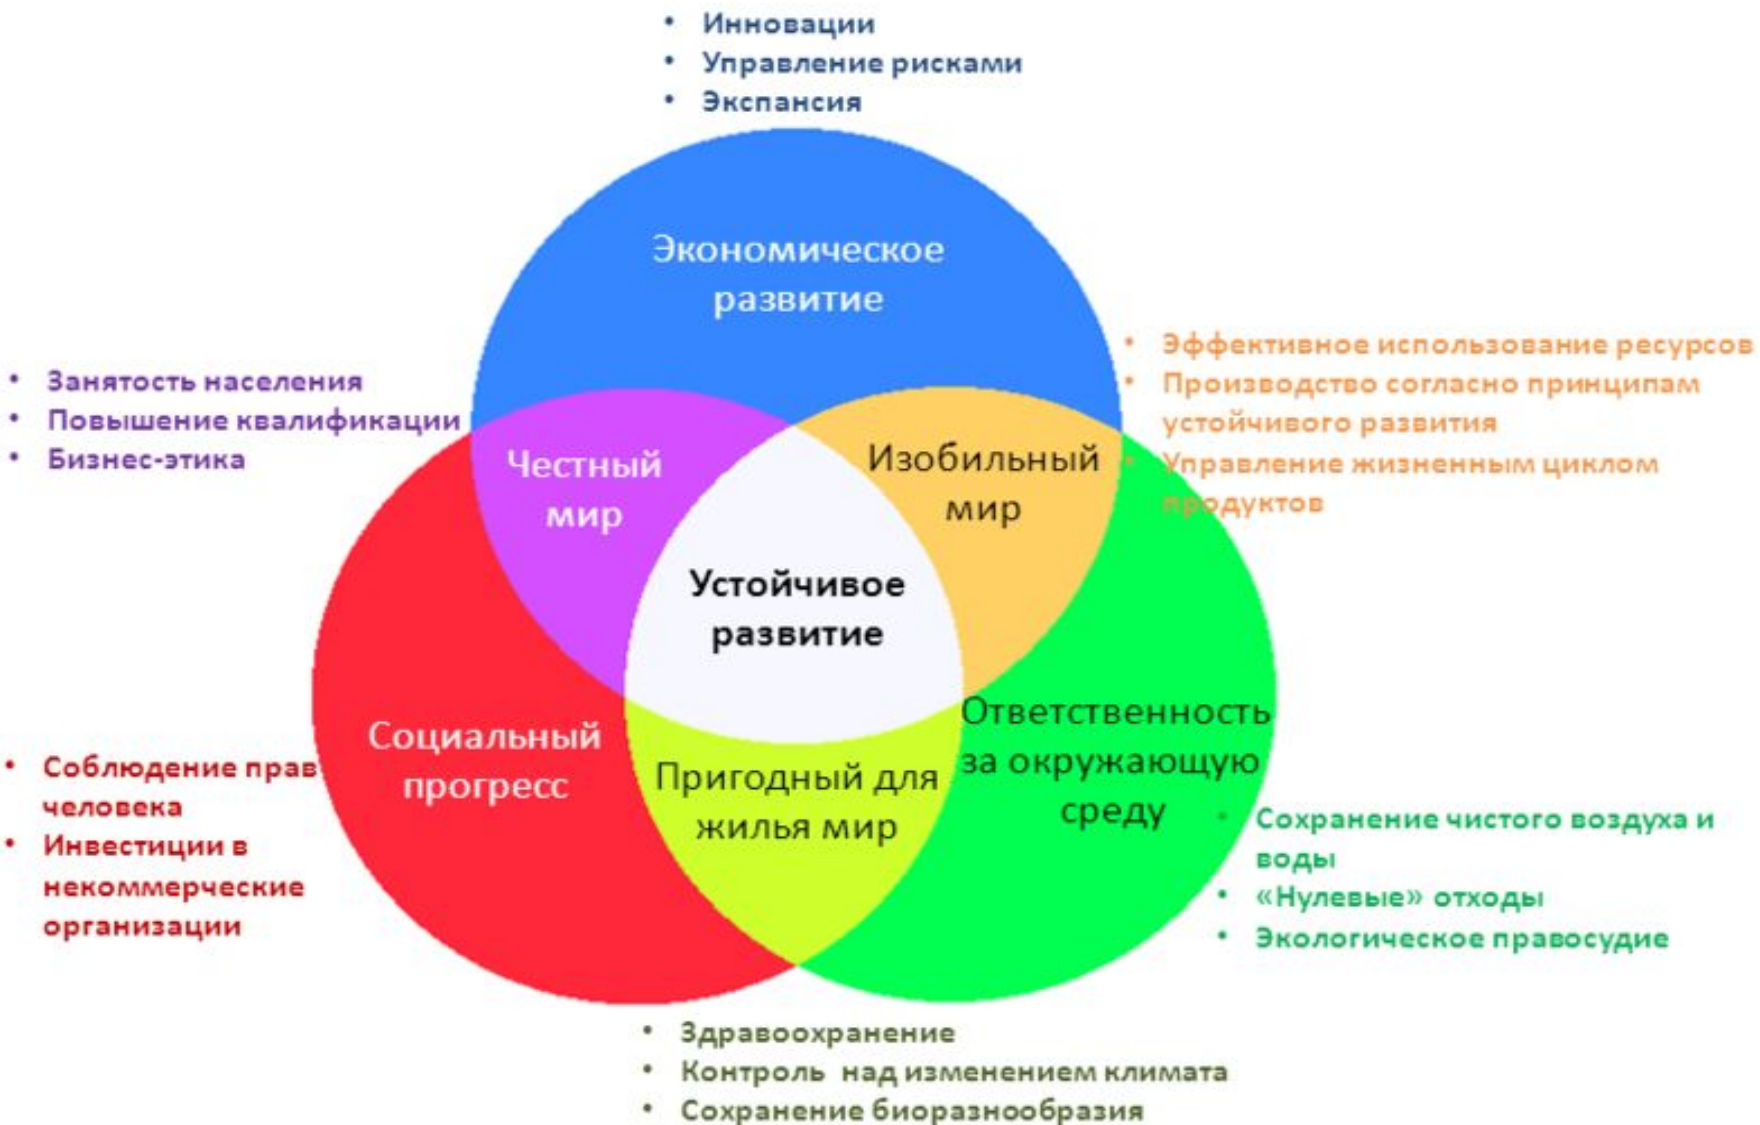 • Инновации
• Управление рисками
• Экспансия
Экономическое
развитие
• Занятость населения
• Повышение квалификации
• Бизнес-этика
Честный
мир
Изобильный
мир
• Эффективное использование ресурсов
• Производство согласно принципам
устойчивого развития
• Управление жизненным циклом
продуктов
Устойчивое
развитие
Социальный
прогресс
• Соблюдение прав
человека
• Инвестиции в
некоммерческие
организации
Пригодный для
жилья мир
Ответственность
за окружающую
среду
• Сохранение чистого воздуха и
воды
• «Нулевые» отходы
• Экологическое правосудие
• Здравоохранение
• Контроль над изменением климата
• Сохранение биоразнообразия